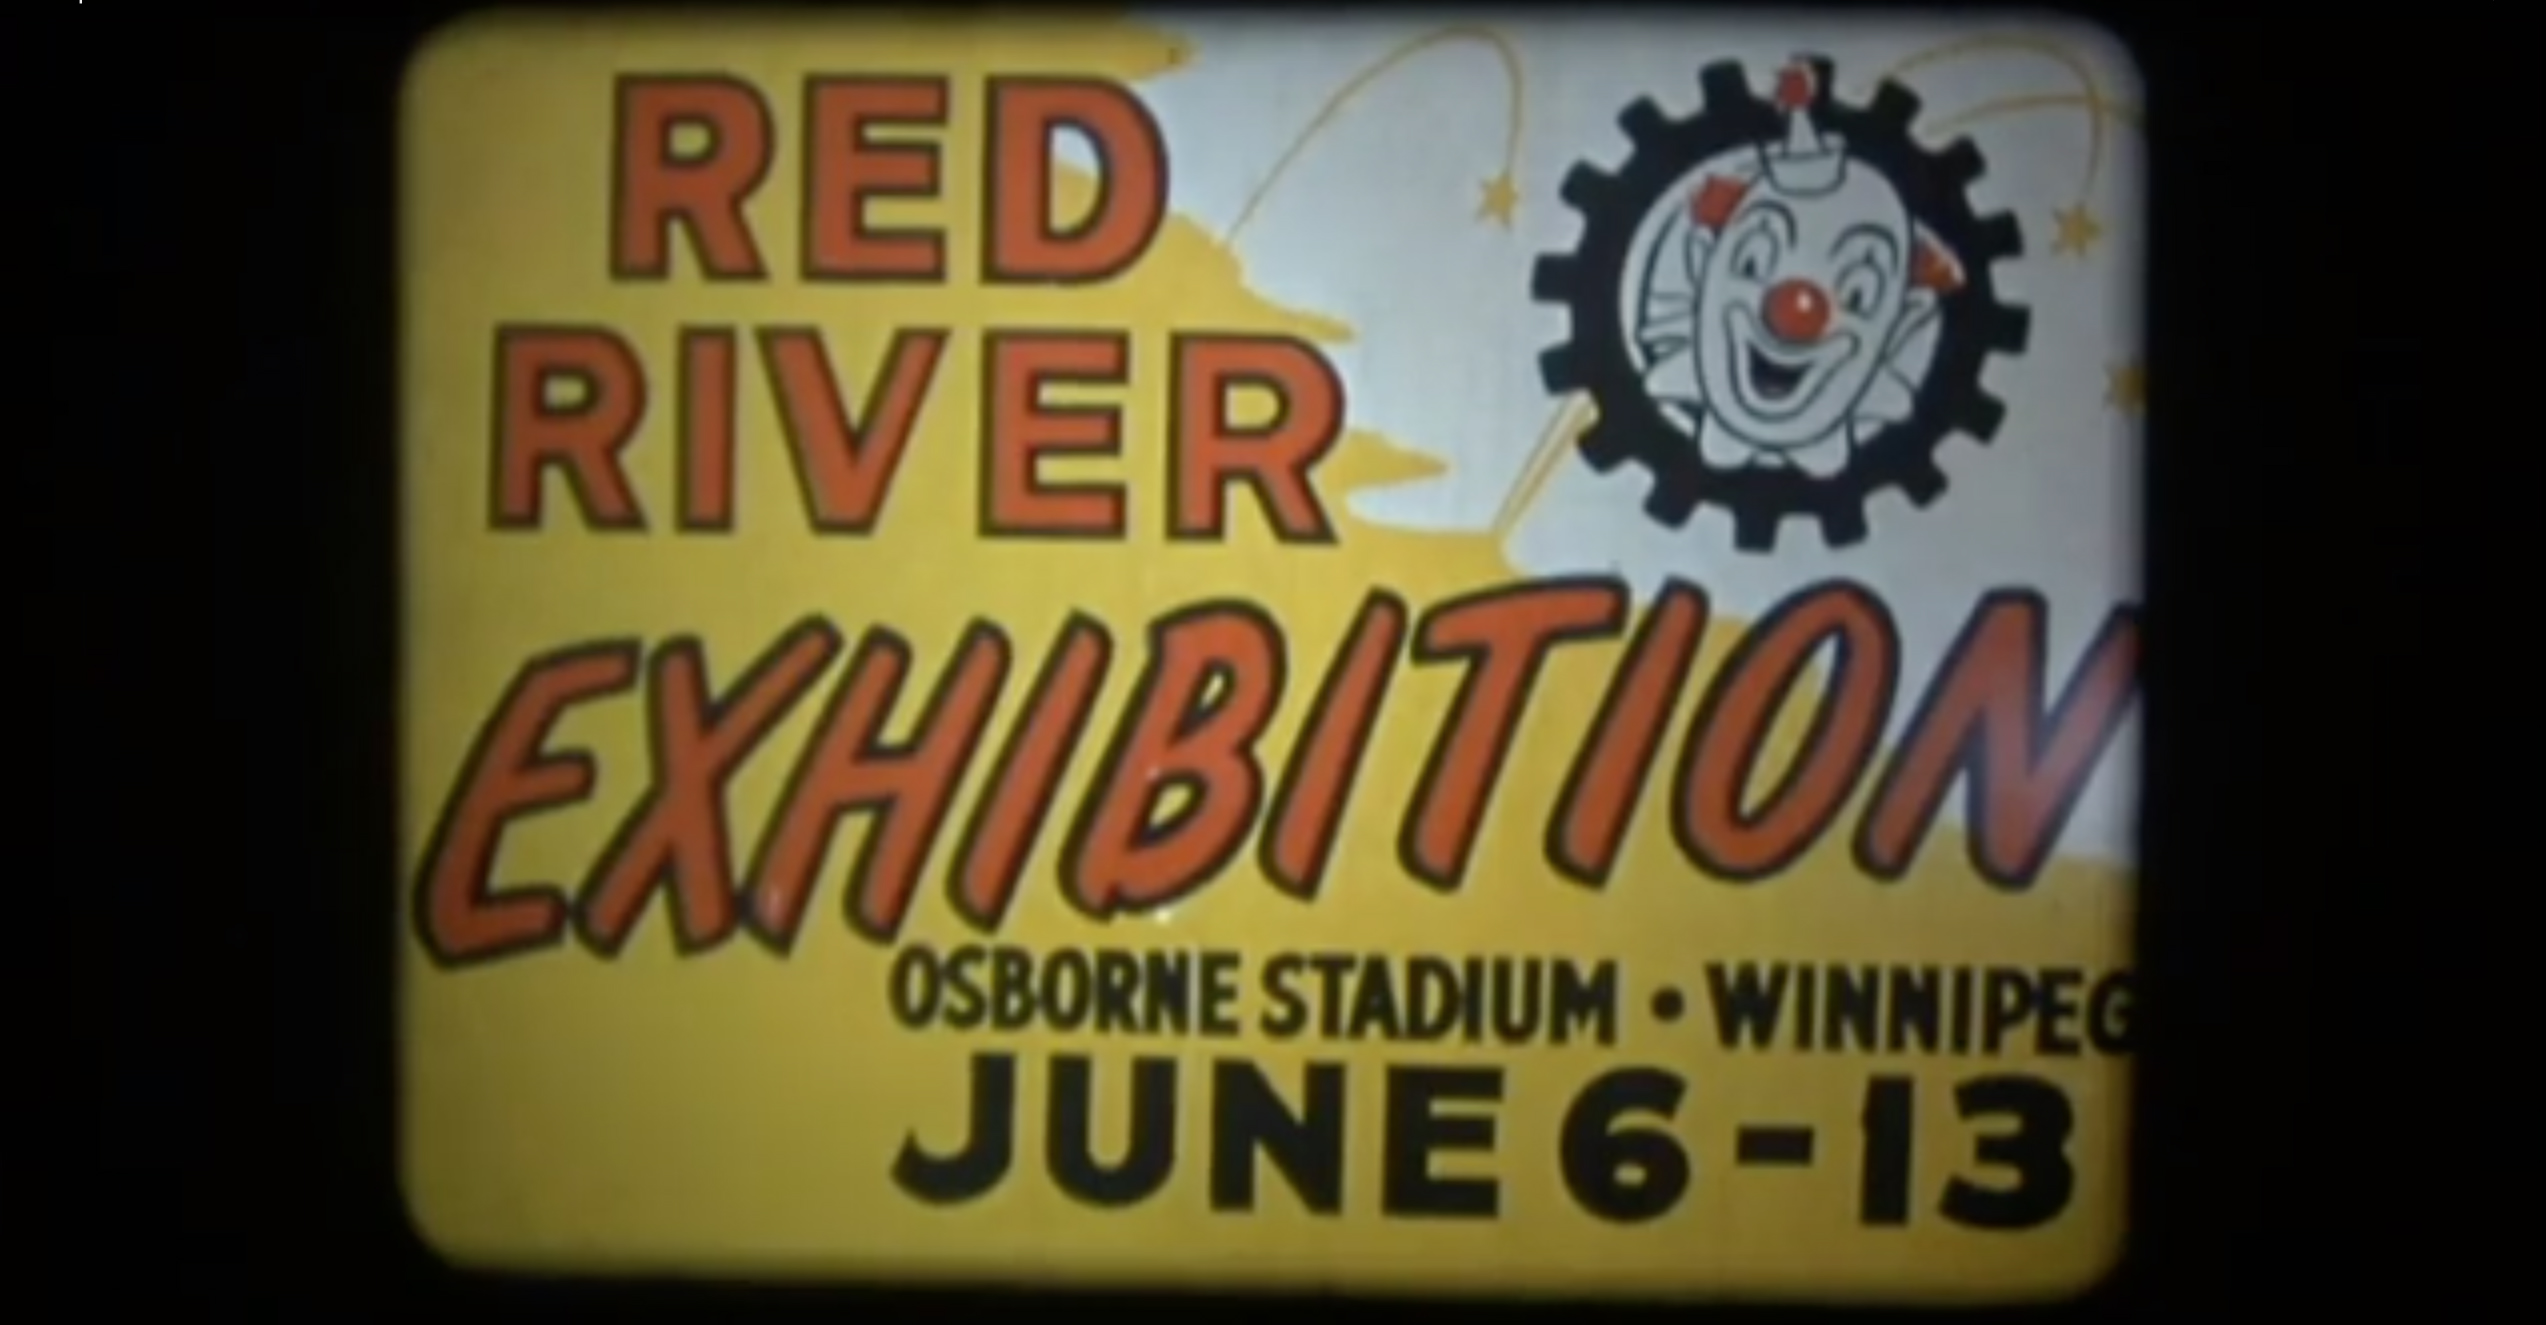 RED
RIVER
EXHIBITION
OSBORNE STADIUM • WINNIPEG
JUNE 6-13